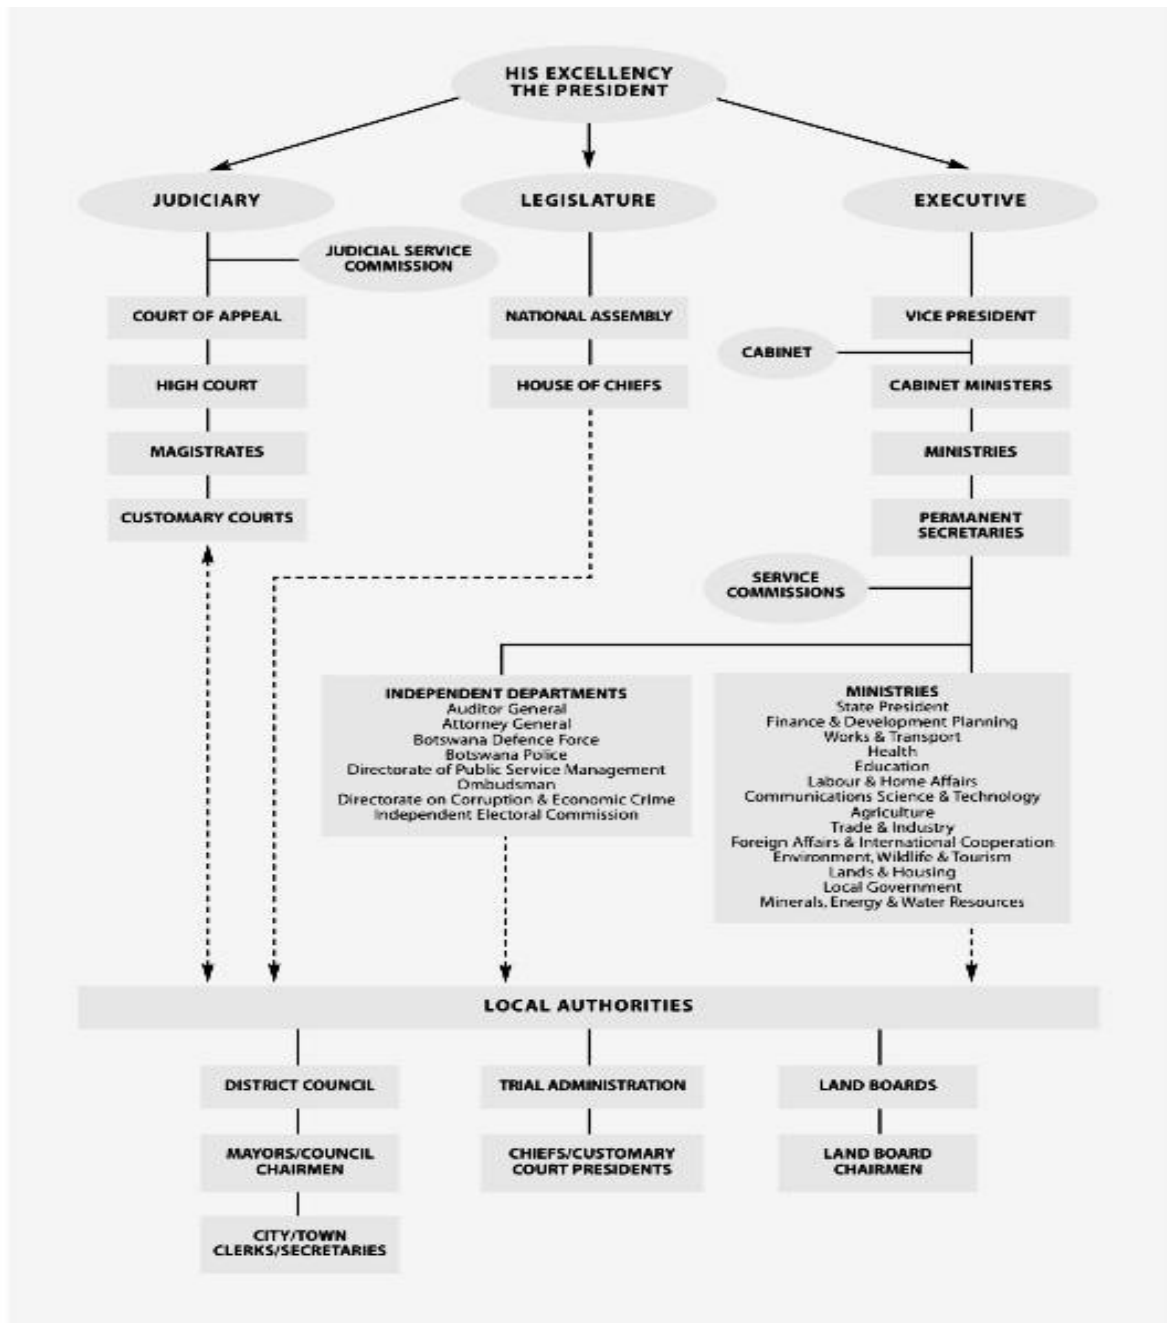 HIS EXCELLENCY
THE PRESIDENT
JUDICIARY
LEGISLATURE
EXECUTIVE
JUDICIAL SERVICE
COMMISSION
COURT OF APPEAL
NATIONAL ASSEMBLY
VICE PRESIDENT
CABINET
HIGH COURT
HOUSE OF CHIEFS
CABINET MINISTERS
MAGISTRATES
MINISTRIES
CUSTOMARY COURTS
PERMANENT
SECRETARIES
SERVICE
COMMISSIONS
INDEPENDENT DEPARTMENTS
Auditor General
Attorney General
Botswana Defence Force
Botswana Police
Directorate of Public Service Management
Ombudsman
Directorate on Corruption & Economic Crime
Independent Electoral Commission
MINISTRIES
State President
Finance & Development Planning
Works & Transport
Health
Education
Labour & Home Affairs
Communications Science & Technology
Agriculture
Trade & Industry
Foreign Affairs & International Cooperation
Environment, Wildlife & Tourism
Lands & Housing
Local Government
Minerals, Energy & Water Resources
LOCAL AUTHORITIES
DISTRICT COUNCIL
TRIAL ADMINISTRATION
LAND BOARDS
MAYORS/COUNCIL
CHAIRMEN
CHIEFS/CUSTOMARY
COURT PRESIDENTS
LAND BOARD
CHAIRMEN
CITY/TOWN
CLERKS/SECRETARIES